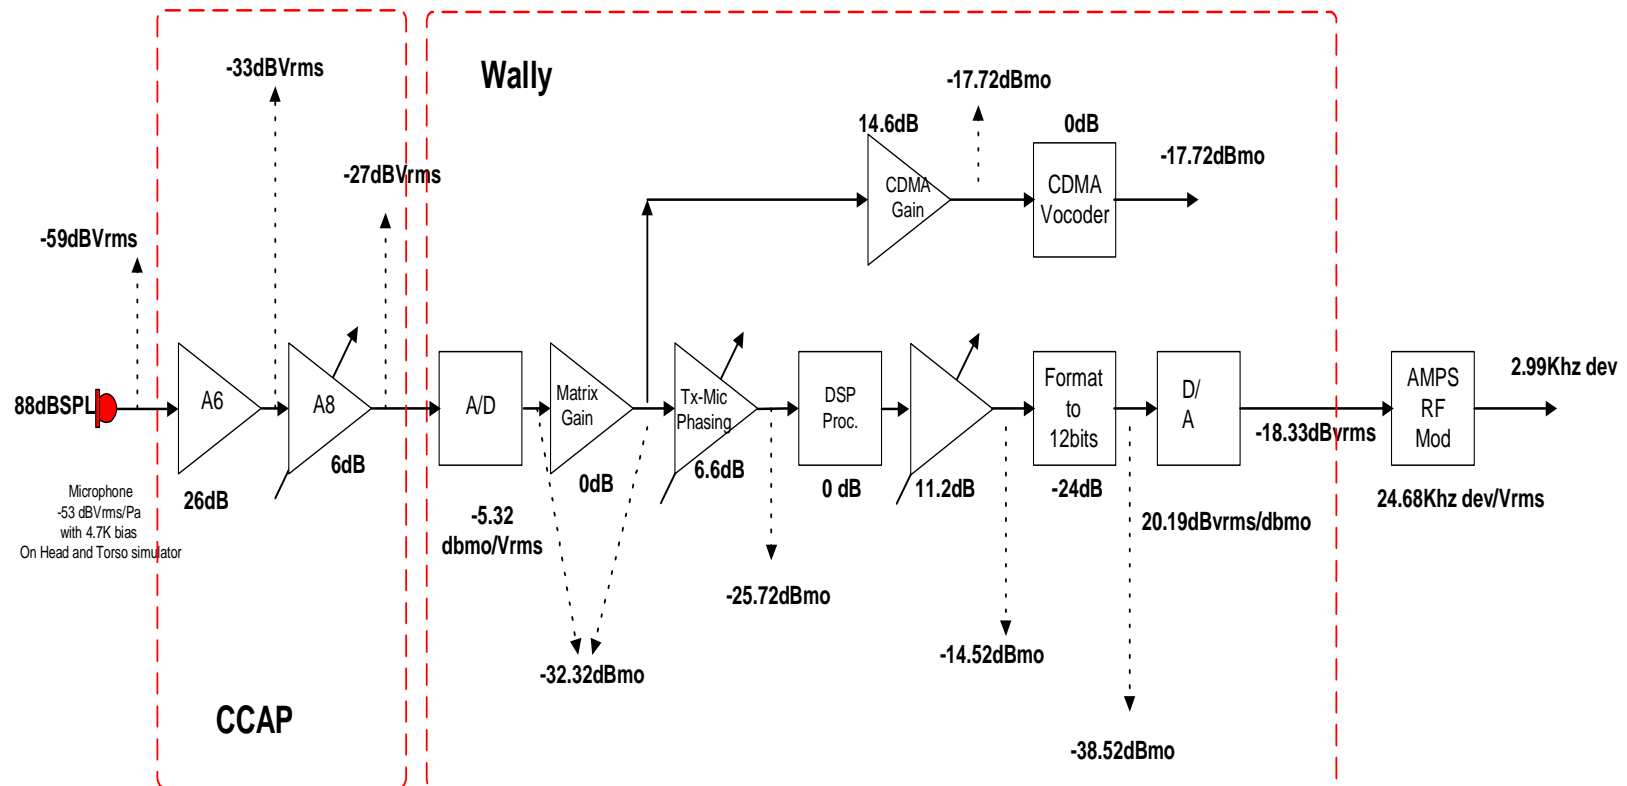 -33dBVrms
Wally
-17.72dBmo
14.6dB
0dB
-17.72dBmo
-27dBVrms
CDMA
Gain
CDMA
Vocoder
-59dBVrms
88dBSPL
A6
A8
A/D
Matrix
Gain
Tx-Mic
Phasing
DSP
Proc.
Format
to
12bits
D/
A
-18.33dBvrms
AMPS
RF
Mod
2.99Khz dev
26dB
6dB
-5.32
dbmo/Vrms
0dB
6.6dB
0 dB
11.2dB
-24dB
20.19dBvrms/dbmo
24.68Khz dev/Vrms
Microphone
-53 dBVrms/Pa
with 4.7K bias
On Head and Torso simulator
-25.72dBmo
-32.32dBmo
-14.52dBmo
CCAP
-38.52dBmo